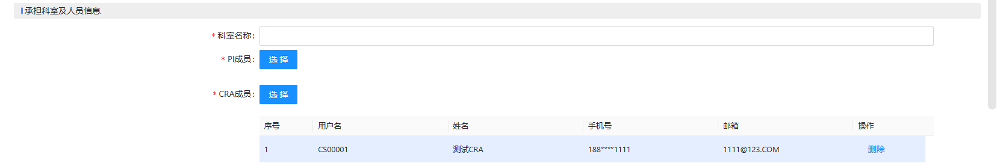 承担科室及人员信息
* 科室名称：
* PI成员： 选 择
* CRA成员： 选 择
序号 用户名 姓名 手机号 邮箱 操作
1 CS00001 测试CRA 188****1111 1111@123.COM 删除